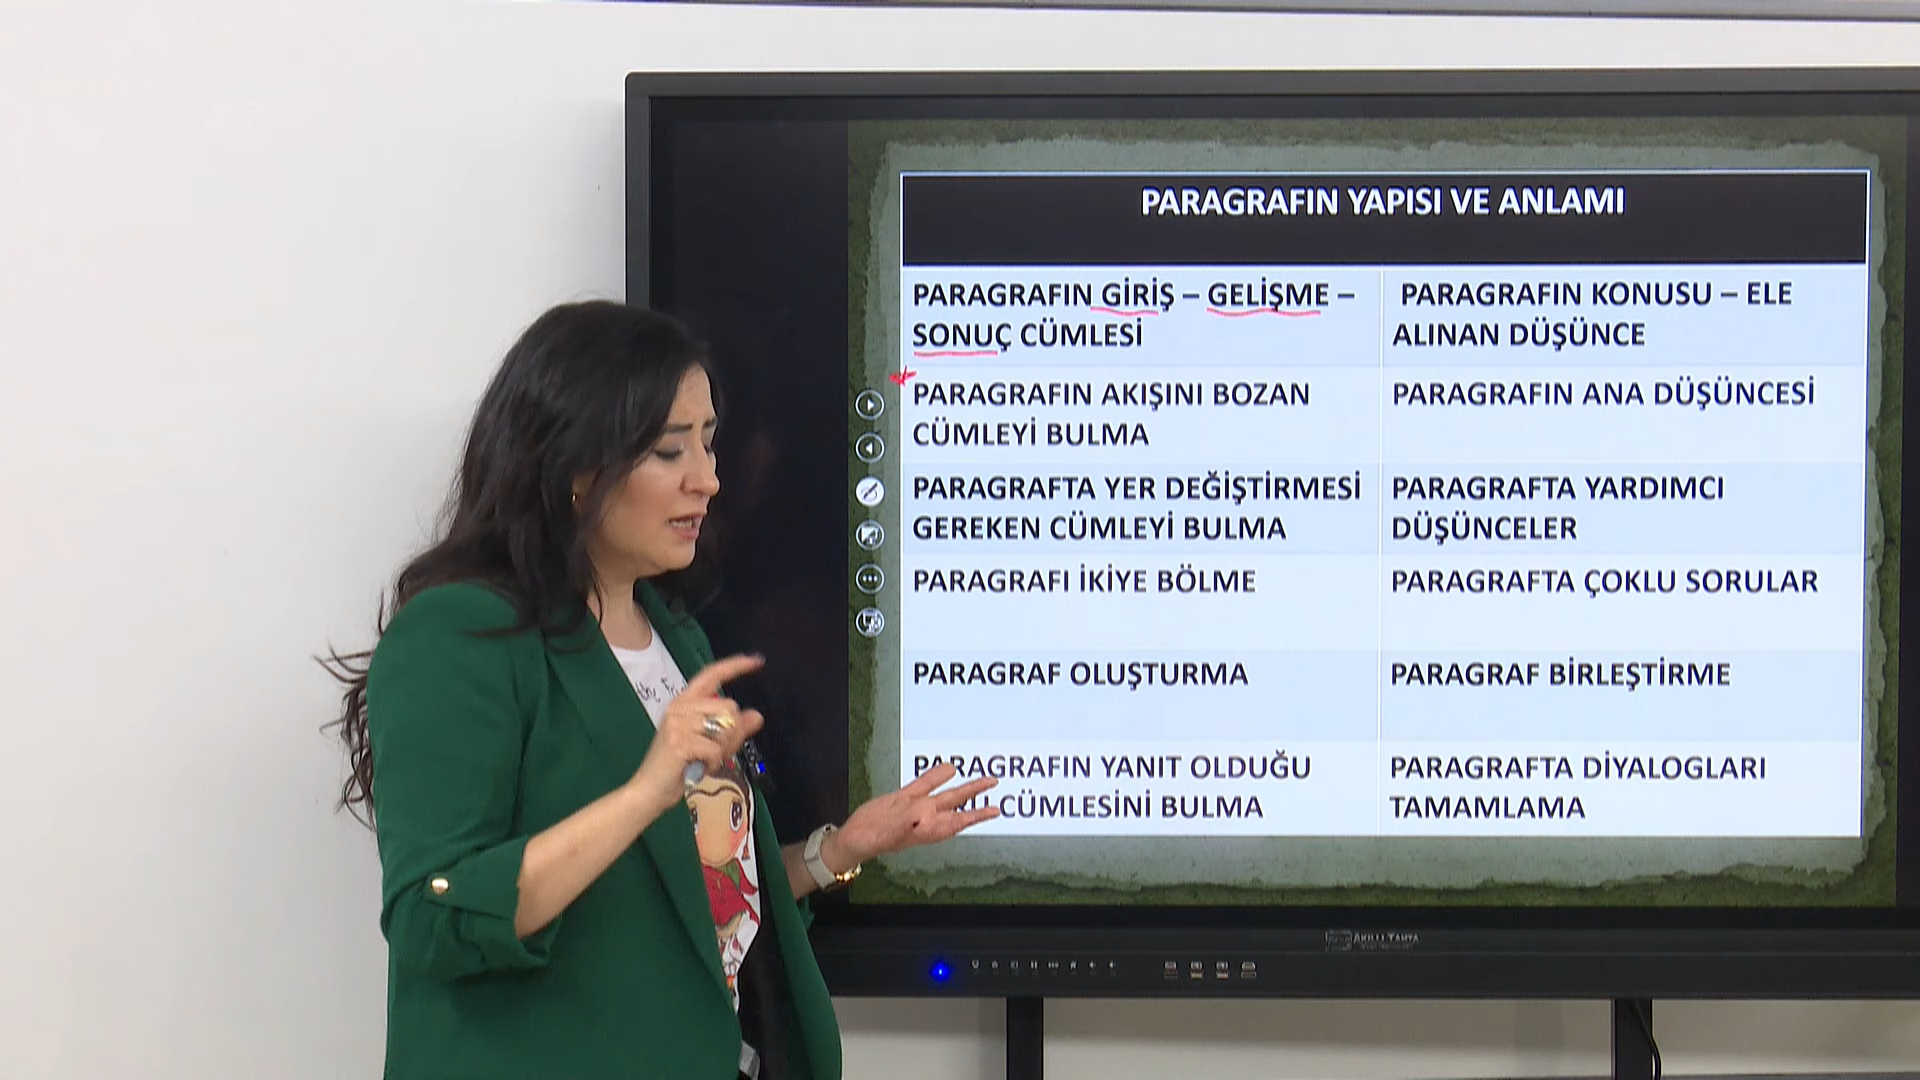 PARAGRAFIN YAPISI VE ANLAMI
PARAGRAFIN GİRİŞ – GELİŞME –
SONUÇ CÜMLESİ
PARAGRAFIN KONUSU – ELE
ALINAN DÜŞÜNCE
PARAGRAFIN AKIŞINI BOZAN
CÜMLEYİ BULMA
PARAGRAFIN ANA DÜŞÜNCESİ
PARAGRAFTA YER DEĞİŞTİRMESİ
GEREKEN CÜMLEYİ BULMA
PARAGRAFTA YARDIMCI
DÜŞÜNCELER
PARAGRAFI İKİYE BÖLME
PARAGRAFTA ÇOKLU SORULAR
PARAGRAF OLUŞTURMA
PARAGRAF BİRLEŞTİRME
PARAGRAFIN YANIT OLDUĞU
CÜMLESİNİ BULMA
PARAGRAFTA DİYALOGLARI
TAMAMLAMA
AKILLI TAHTA